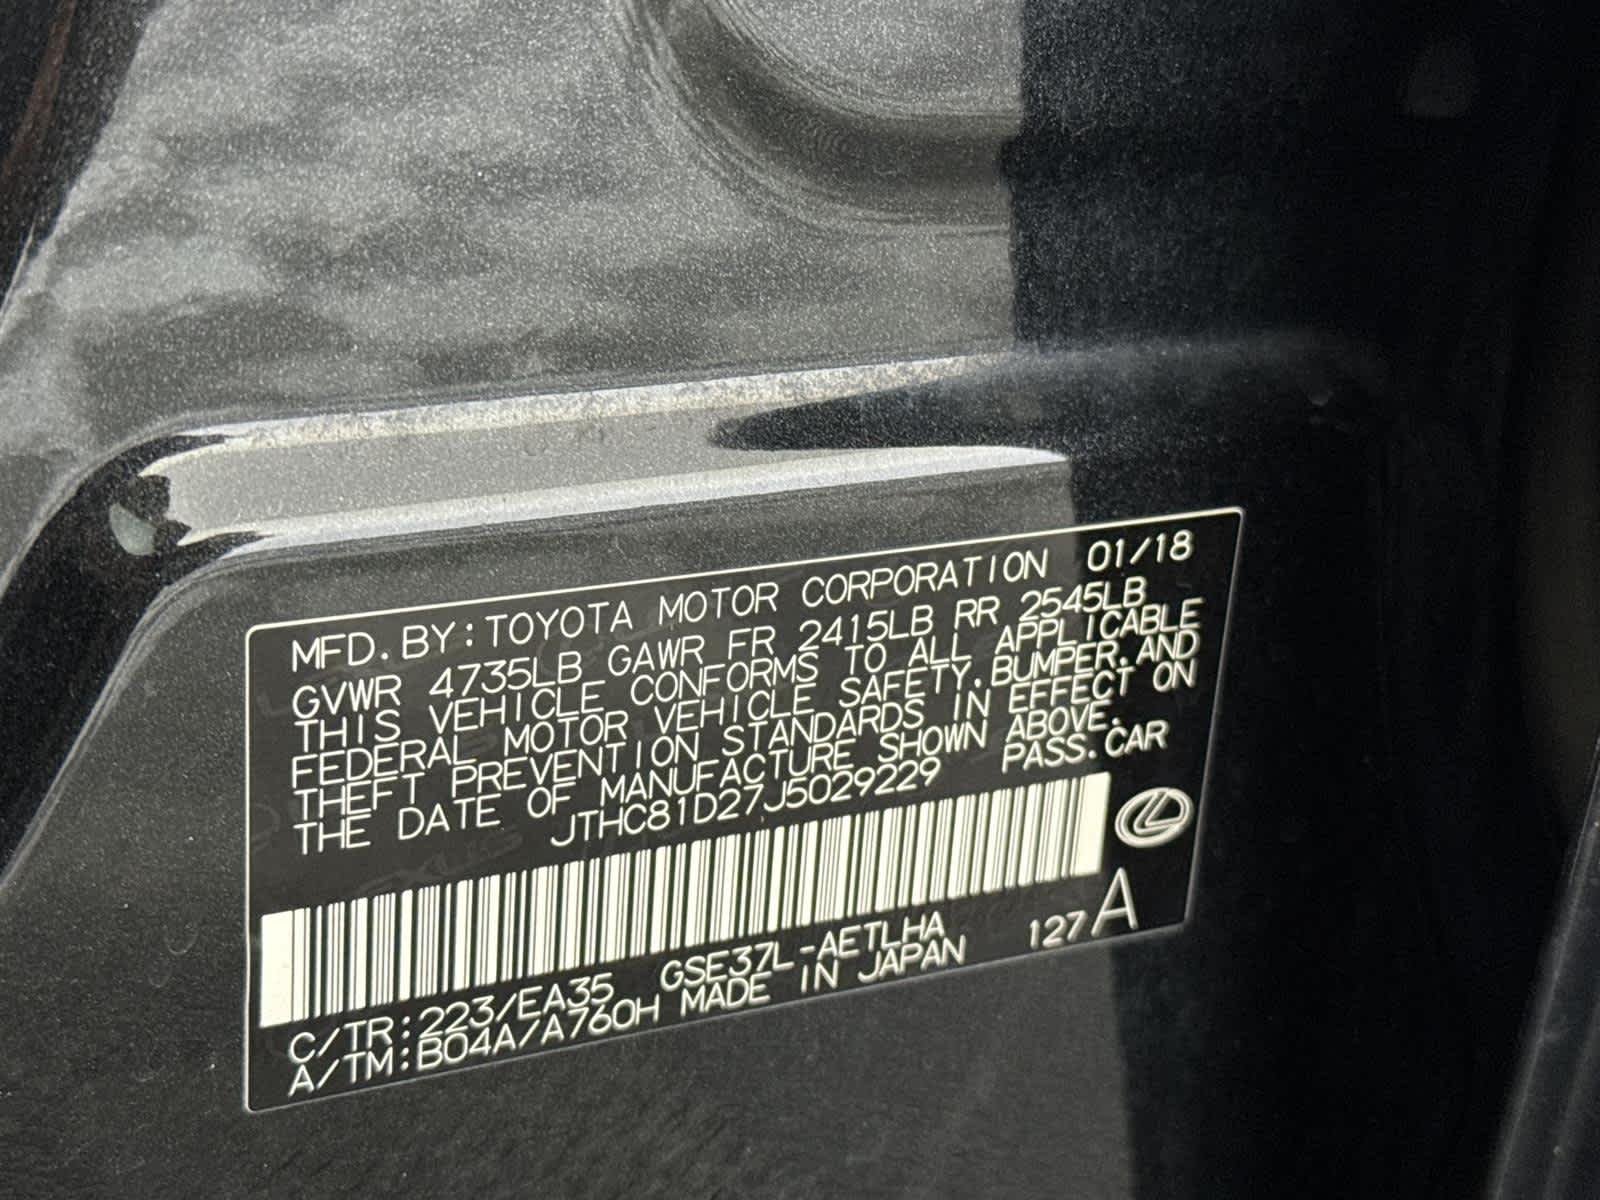 MFD. BY: TOYOTA MOTOR CORPORATION 01/18
GVWR 4735LB GAWR FR 2415LB RR 2545LB
THIS VEHICLE CONFORMS TO ALL APPLICABLE
FEDERAL MOTOR VEHICLE SAFETY, BUMPER, AND
THEFT PREVENTION STANDARDS IN EFFECT ON
THE DATE OF MANUFACTURE SHOWN ABOVE.
JTHC81D27J5029229 PASS. CAR
C/TR: 223/EA35 GSE37L-AETLHA 127 A
A/TM: B04A/A760H MADE IN JAPAN